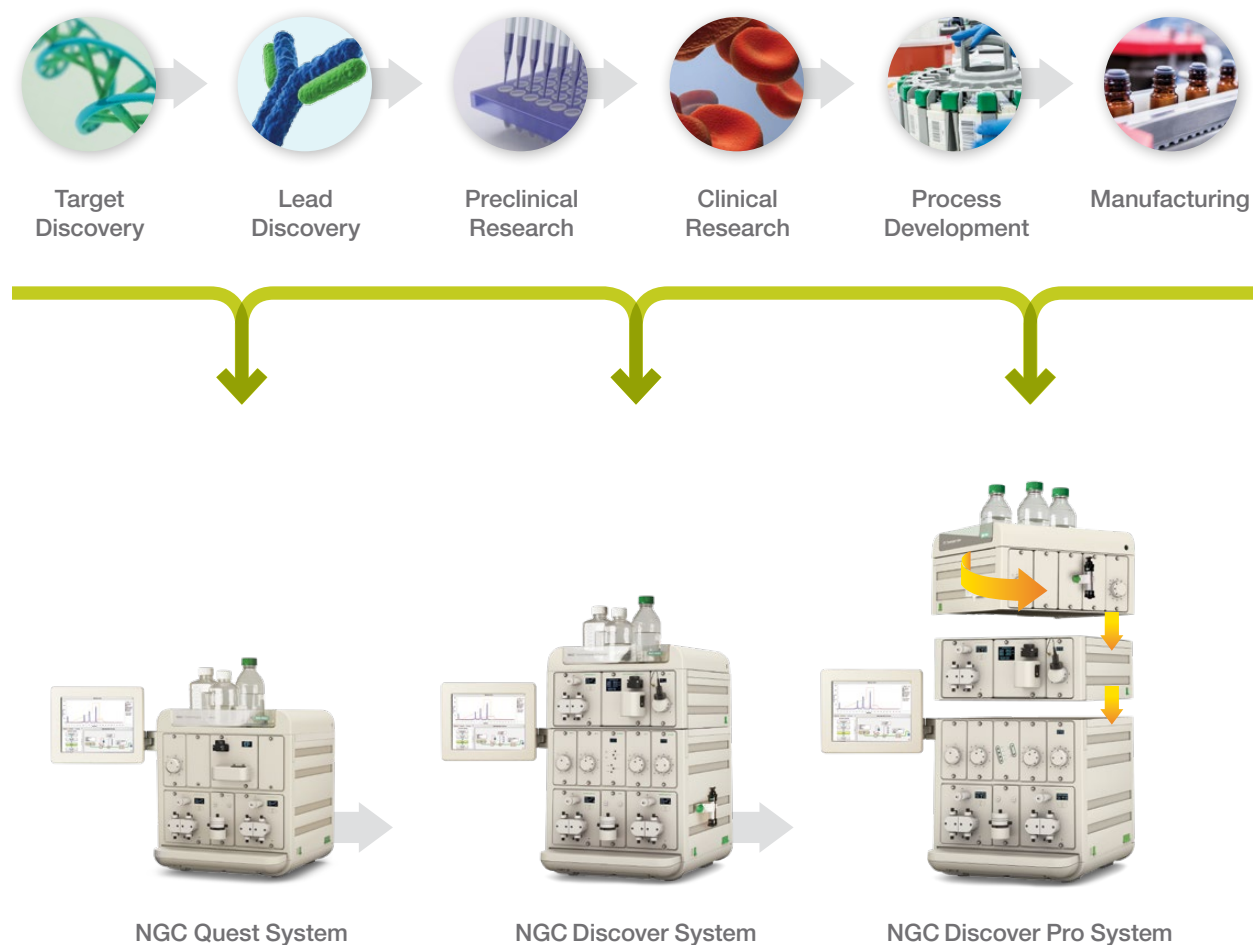 Target
Discovery
Lead
Discovery
Preclinical
Research
Clinical
Research
Process
Development
Manufacturing
NGC Quest System
NGC Discover System
NGC Discover Pro System